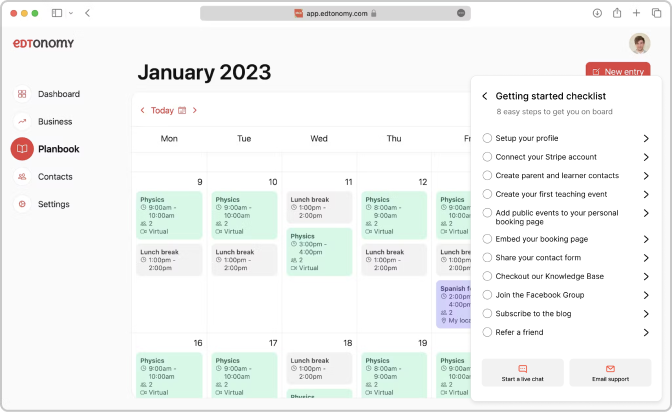 app.edtonomy.com
EDTONOMY
January 2023
New entry
Dashboard
Business
Planbook
Contacts
Settings
Today
Mon
Tue
Wed
Thu
9
10
11
12
Physics
9:00am -
10:00am
2
Virtual
Lunch break
1:00pm -
2:00pm
Physics
9:00am -
10:00am
2
Virtual
Lunch break
1:00pm -
2:00pm
Lunch break
1:00pm -
2:00pm
Physics
3:00pm -
4:00pm
2
Virtual
Physics
8:00am -
9:00am
2
Virtual
Lunch break
1:00pm -
2:00pm
Physics
9:00am
10:00am
2
Virtual
Lunch bre
1:00pm
2:00pm
Spanish f
2:00pm
4:00pm
2
My loca
16
17
18
19
Physics
9:00am -
10:00am
2
Virtual
Physics
9:00am -
10:00am
2
Virtual
Lunch break
1:00pm -
2:00pm
Physics
Physics
8:00am -
9:00am
2
Virtual
Physics
9:00am
10:00am
2
Virtual
Getting started checklist
8 easy steps to get you on board
Setup your profile
Connect your Stripe account
Create parent and learner contacts
Create your first teaching event
Add public events to your personal
booking page
Embed your booking page
Share your contact form
Checkout our Knowledge Base
Join the Facebook Group
Subscribe to the blog
Refer a friend
Start a live chat
Email support